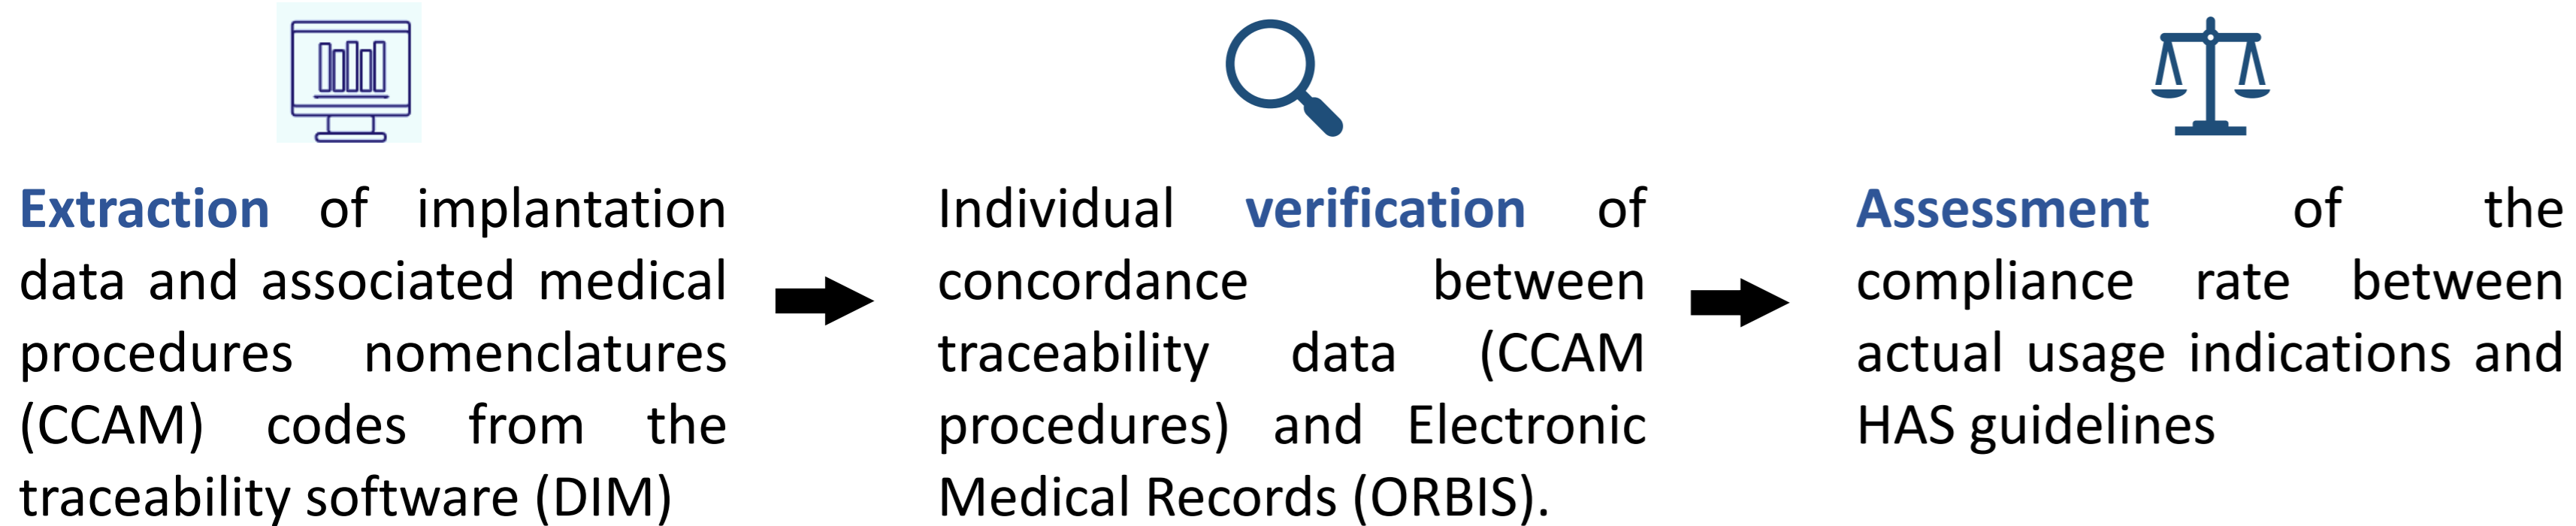 Extraction of implantation
data and associated medical
procedures nomenclatures
(CCAM) codes from the
traceability software (DIM)
Individual verification of
concordance between
traceability data (CCAM
procedures) and Electronic
Medical Records (ORBIS).
Assessment of the
compliance rate between
actual usage indications and
HAS guidelines